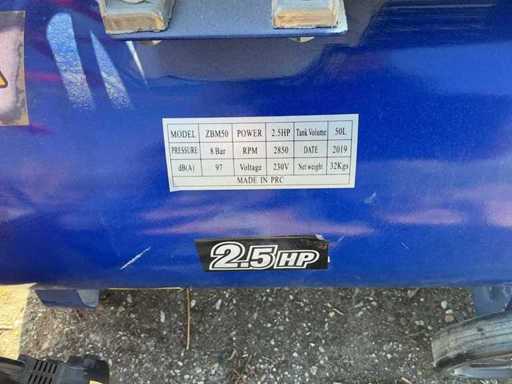 MODEL ZBM50 POWER 2.5HP Tank Volume 50L
PRESSURE 8 Bar RPM 2850 DATE 2019
dB(A) 97 Voltage 230V Net weight 32Kgs
MADE IN PRC
2.5HP